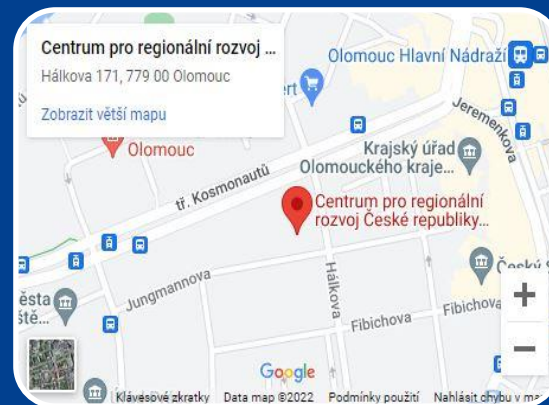 Centrum pro regionální rozvoj ...
Hálkova 171, 779 00 Olomouc
Zobrazit větší mapu
Olomouc Hlavní Nádraží
Jeremenkova
Olomouc
Krajský úřad
Olomouckého kraje...
tř. Kosmonautů
Centrum pro regionální
rozvoj České republiky...
Jungmannova
Hálkova
Fibichova
Fibichova
+
−
Google
Klávesové zkratky
Data map ©2022
Podmínky použití
Nahlásit chybu v